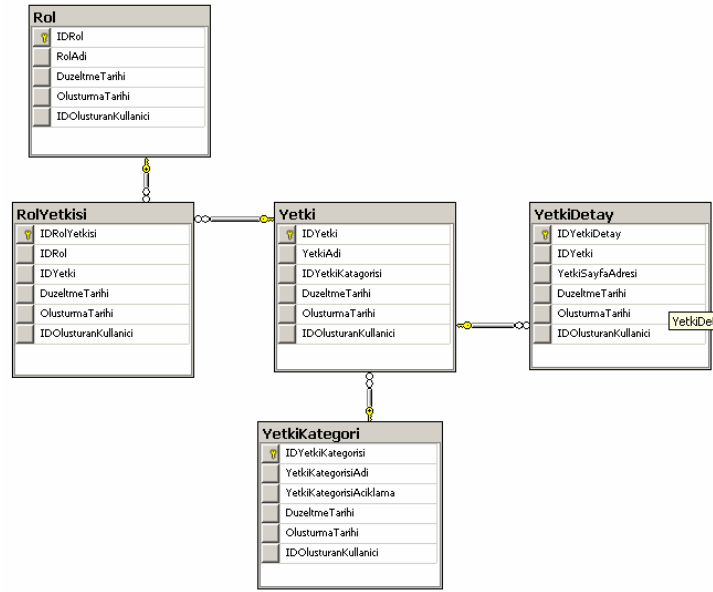 Rol
IDRol
RolAdi
DuzeltmeTarihi
OlusturmaTarihi
IDOlusturanKullanici
RolYetkisi
IDRolYetkisi
IDRol
IDYetki
DuzeltmeTarihi
OlusturmaTarihi
IDOlusturanKullanici
Yetki
IDYetki
YetkiAdi
IDYetkiKatagorisi
DuzeltmeTarihi
OlusturmaTarihi
IDOlusturanKullanici
YetkiDetay
IDYetkiDetay
IDYetki
YetkiSayfaAdresi
DuzeltmeTarihi
OlusturmaTarihi
IDOlusturanKullanici
YetkiKategori
IDYetkiKategorisi
YetkiKategorisiAdi
YetkiKategorisiAciklama
DuzeltmeTarihi
OlusturmaTarihi
IDOlusturanKullanici